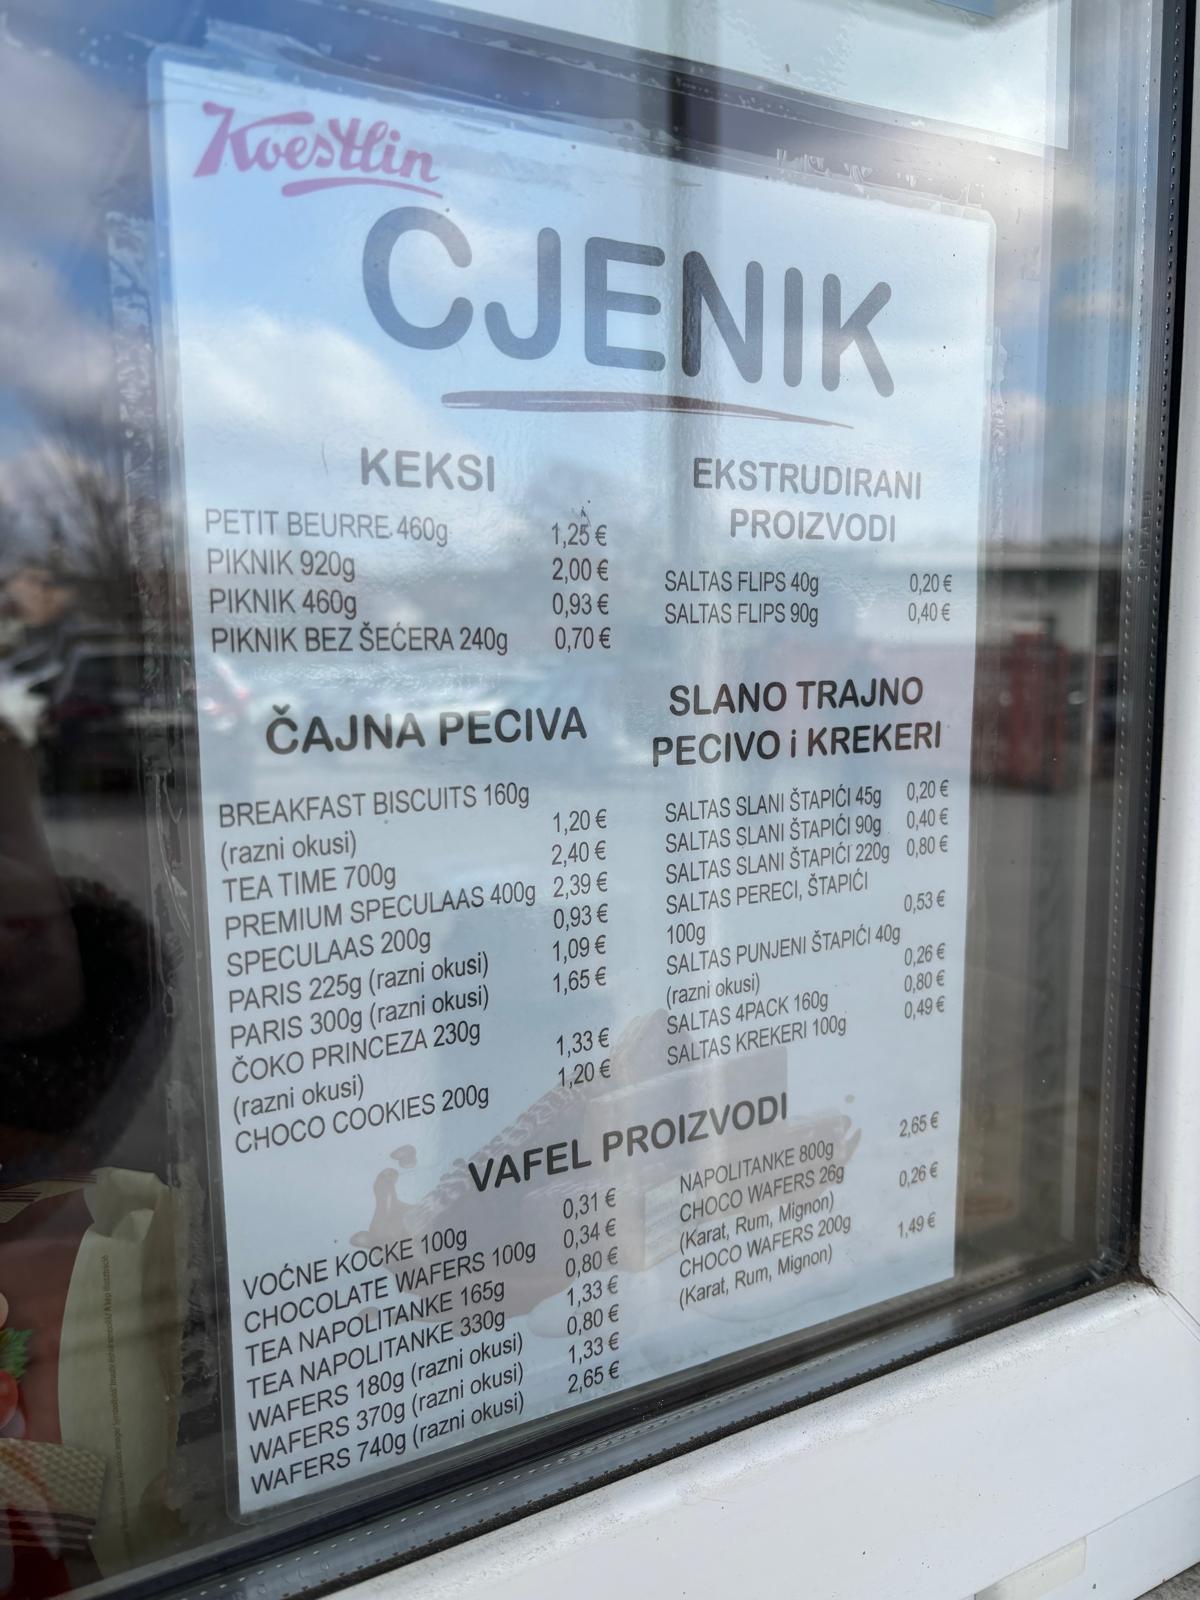 Koestlin
CJENIK
KEKSI
PETIT BEURRE 460g 1,25 €
PIKNIK 920g 2,00 €
PIKNIK 460g 0,93 €
PIKNIK BEZ ŠEĆERA 240g 0,70 €
ČAJNA PECIVA
BREAKFAST BISCUITS 160g
(razni okusi) 1,20 €
TEA TIME 700g 2,40 €
PREMIUM SPECULAAS 400g 2,39 €
SPECULAAS 200g 0,93 €
PARIS 225g (razni okusi) 1,09 €
PARIS 300g (razni okusi) 1,65 €
ČOKO PRINCEZA 230g
(razni okusi) 1,33 €
CHOCO COOKIES 200g 1,20 €
EKSTRUDIRANI
PROIZVODI
SALTAS FLIPS 40g 0,20 €
SALTAS FLIPS 90g 0,40 €
SLANO TRAJNO
PECIVO i KREKERI
SALTAS SLANI ŠTAPIĆI 45g 0,20 €
SALTAS SLANI ŠTAPIĆI 90g 0,40 €
SALTAS SLANI ŠTAPIĆI 220g 0,80 €
SALTAS PERECI, ŠTAPIĆI
100g 0,53 €
SALTAS PUNJENI ŠTAPIĆI 40g
(razni okusi) 0,26 €
SALTAS 4PACK 160g 0,80 €
SALTAS KREKERI 100g 0,49 €
VAFEL PROIZVODI
VOĆNE KOCKE 100g 0,31 €
CHOCOLATE WAFERS 100g 0,34 €
TEA NAPOLITANKE 165g 0,80 €
TEA NAPOLITANKE 330g 1,33 €
WAFERS 180g (razni okusi) 0,80 €
WAFERS 370g (razni okusi) 1,33 €
WAFERS 740g (razni okusi) 2,65 €
NAPOLITANKE 800g 2,65 €
CHOCO WAFERS 26g
(Karat, Rum, Mignon) 0,26 €
CHOCO WAFERS 200g
(Karat, Rum, Mignon) 1,49 €